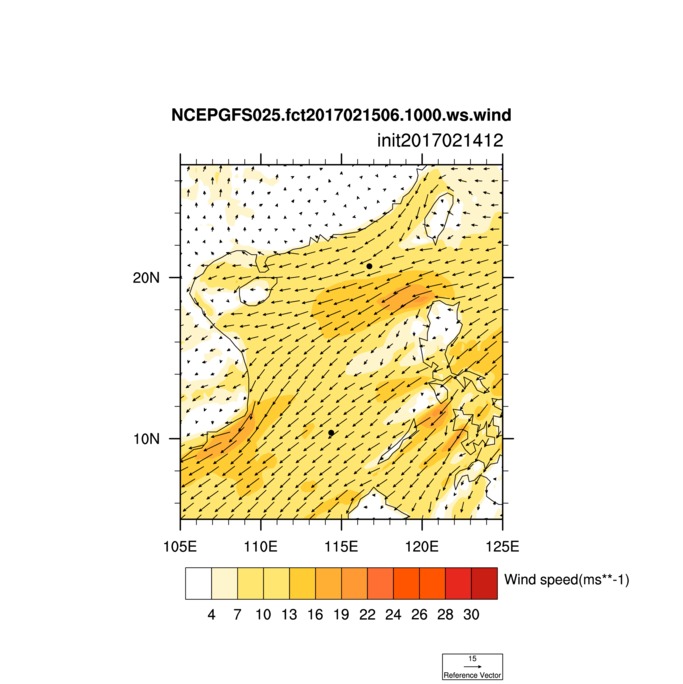 NCEPGFS025.fct2017021506.1000.ws.wind
init2017021412
20N
10N
105E 110E 115E 120E 125E
Wind speed(ms**-1)
4 7 10 13 16 19 22 24 26 28 30
15
Reference Vector